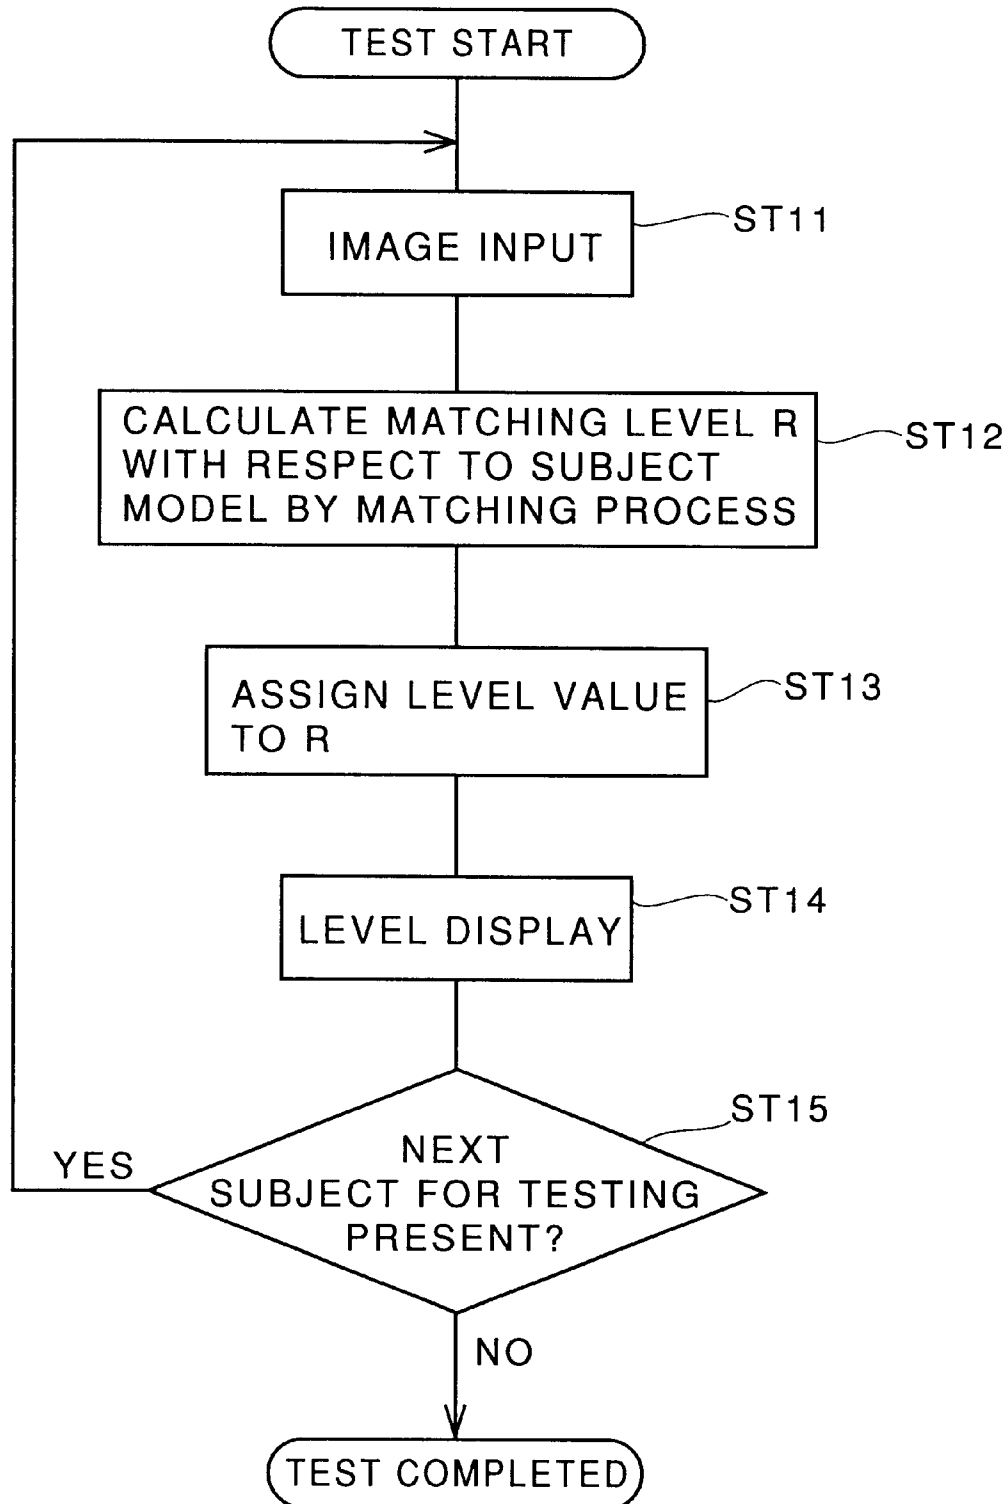 TEST START
IMAGE INPUT
ST11
CALCULATE MATCHING LEVEL R
WITH RESPECT TO SUBJECT
MODEL BY MATCHING PROCESS
ST12
ASSIGN LEVEL VALUE
TO R
ST13
LEVEL DISPLAY
ST14
NEXT
SUBJECT FOR TESTING
PRESENT?
ST15
YES
NO
TEST COMPLETED